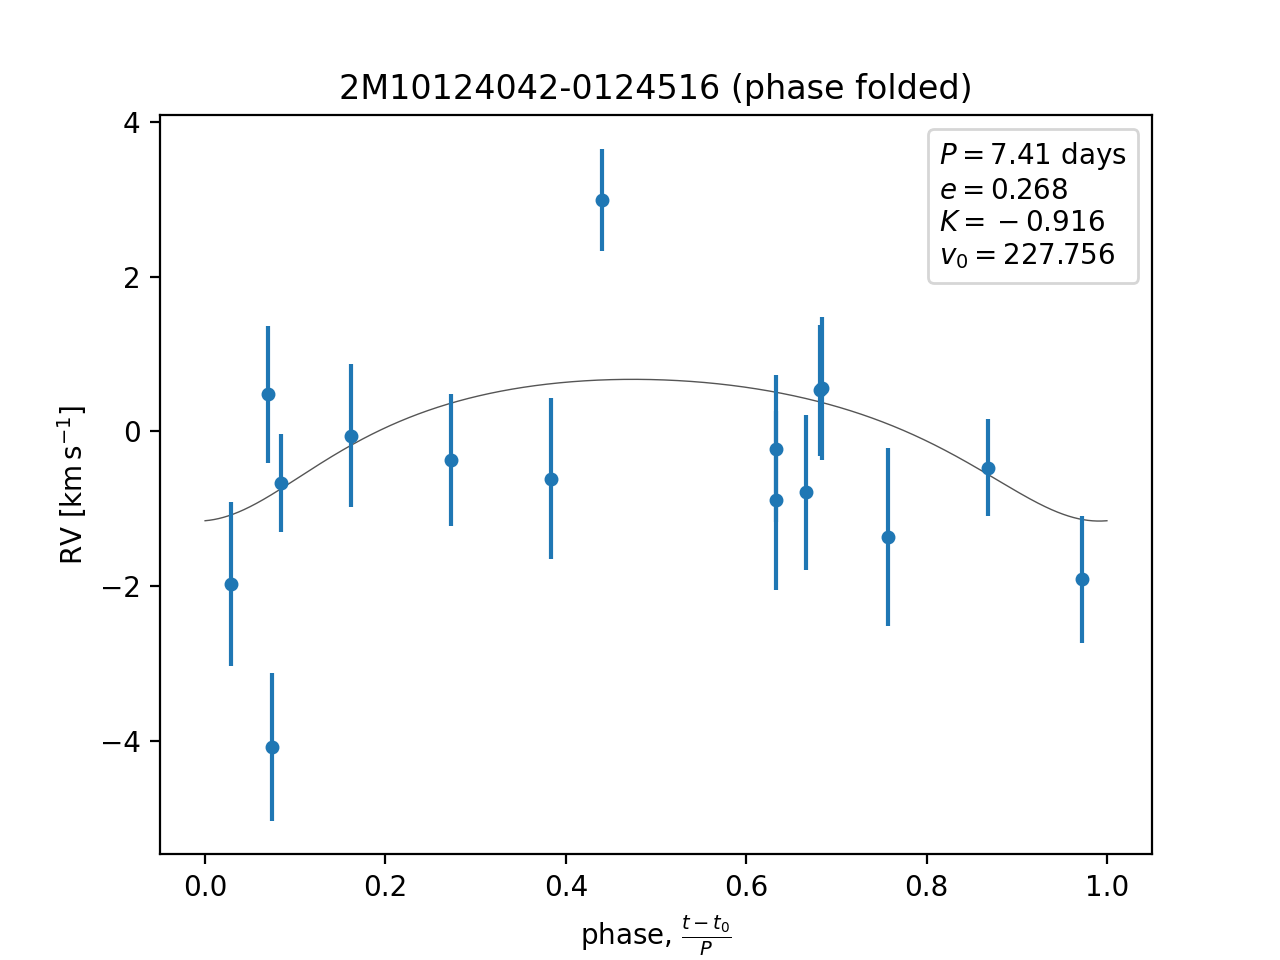 2M10124042-0124516 (phase folded)
P = 7.41 days
e = 0.268
K = −0.916
v₀ = 227.756
4
2
0
−2
−4
RV [km s⁻¹]
0.0 0.2 0.4 0.6 0.8 1.0
phase, (t − t₀)/P